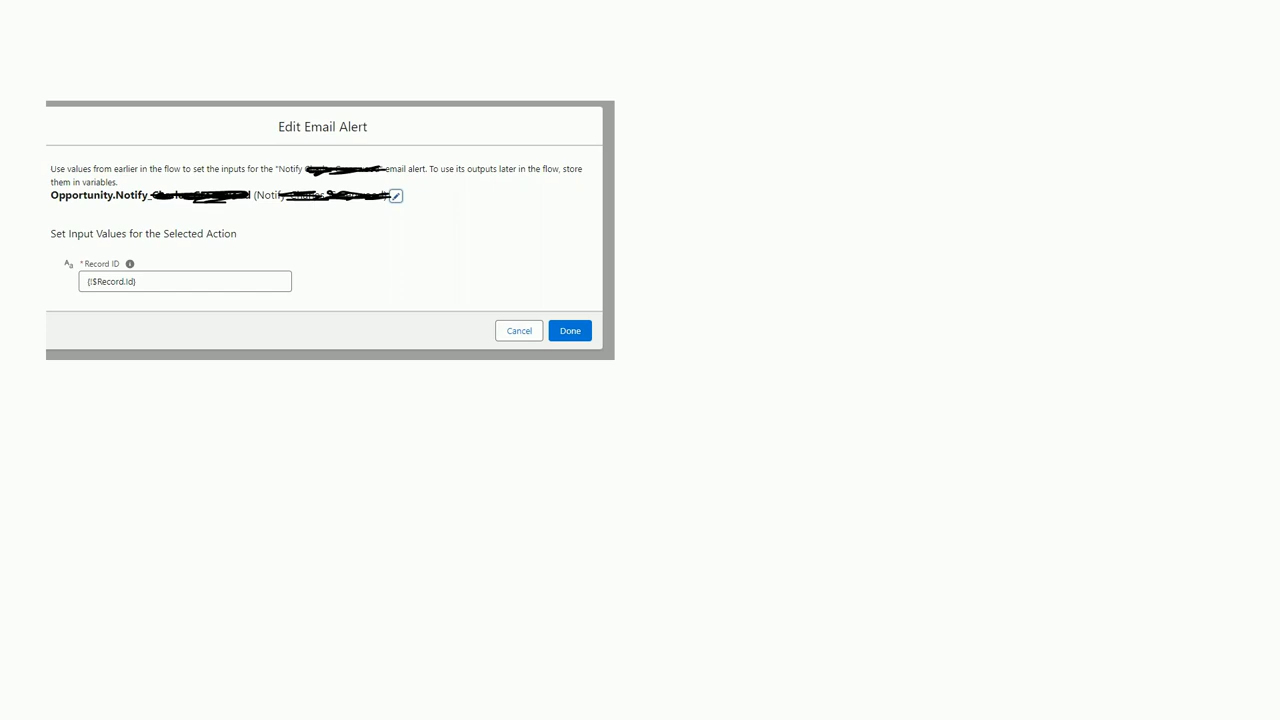 Edit Email Alert
Use values from earlier in the flow to set the inputs for the "Notify email alert. To use its outputs later in the flow, store
them in variables.
Opportunity.Notify_ (Notify
Set Input Values for the Selected Action
Aa * Record ID
{!$Record.Id}
Cancel Done